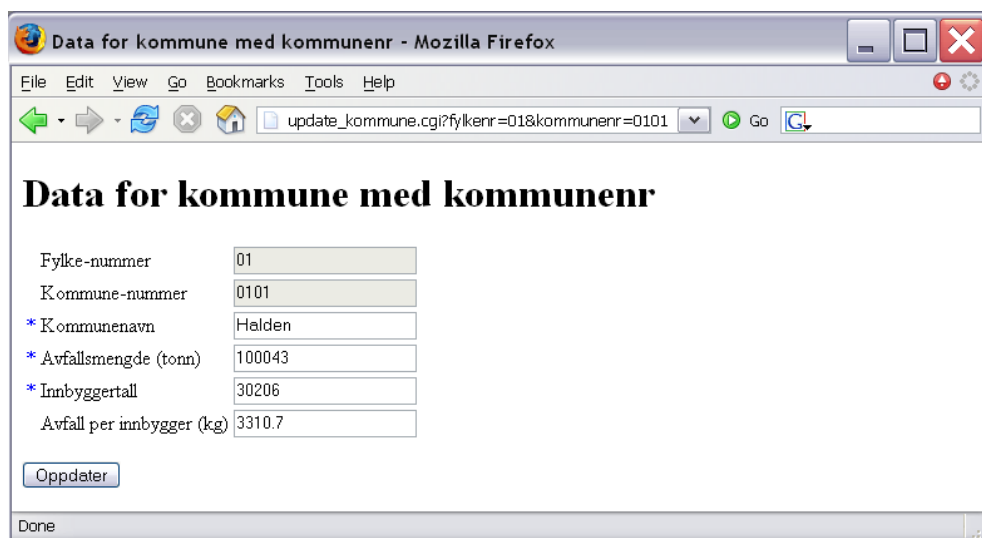 Data for kommune med kommunenr - Mozilla Firefox
File Edit View Go Bookmarks Tools Help
update_kommune.cgi?fylkenr=01&kommunenr=0101 Go G
Data for kommune med kommunenr
Fylke-nummer 01
Kommune-nummer 0101
* Kommunenavn Halden
* Avfallsmengde (tonn) 100043
* Innbyggertall 30206
Avfall per innbygger (kg) 3310.7
Oppdater
Done